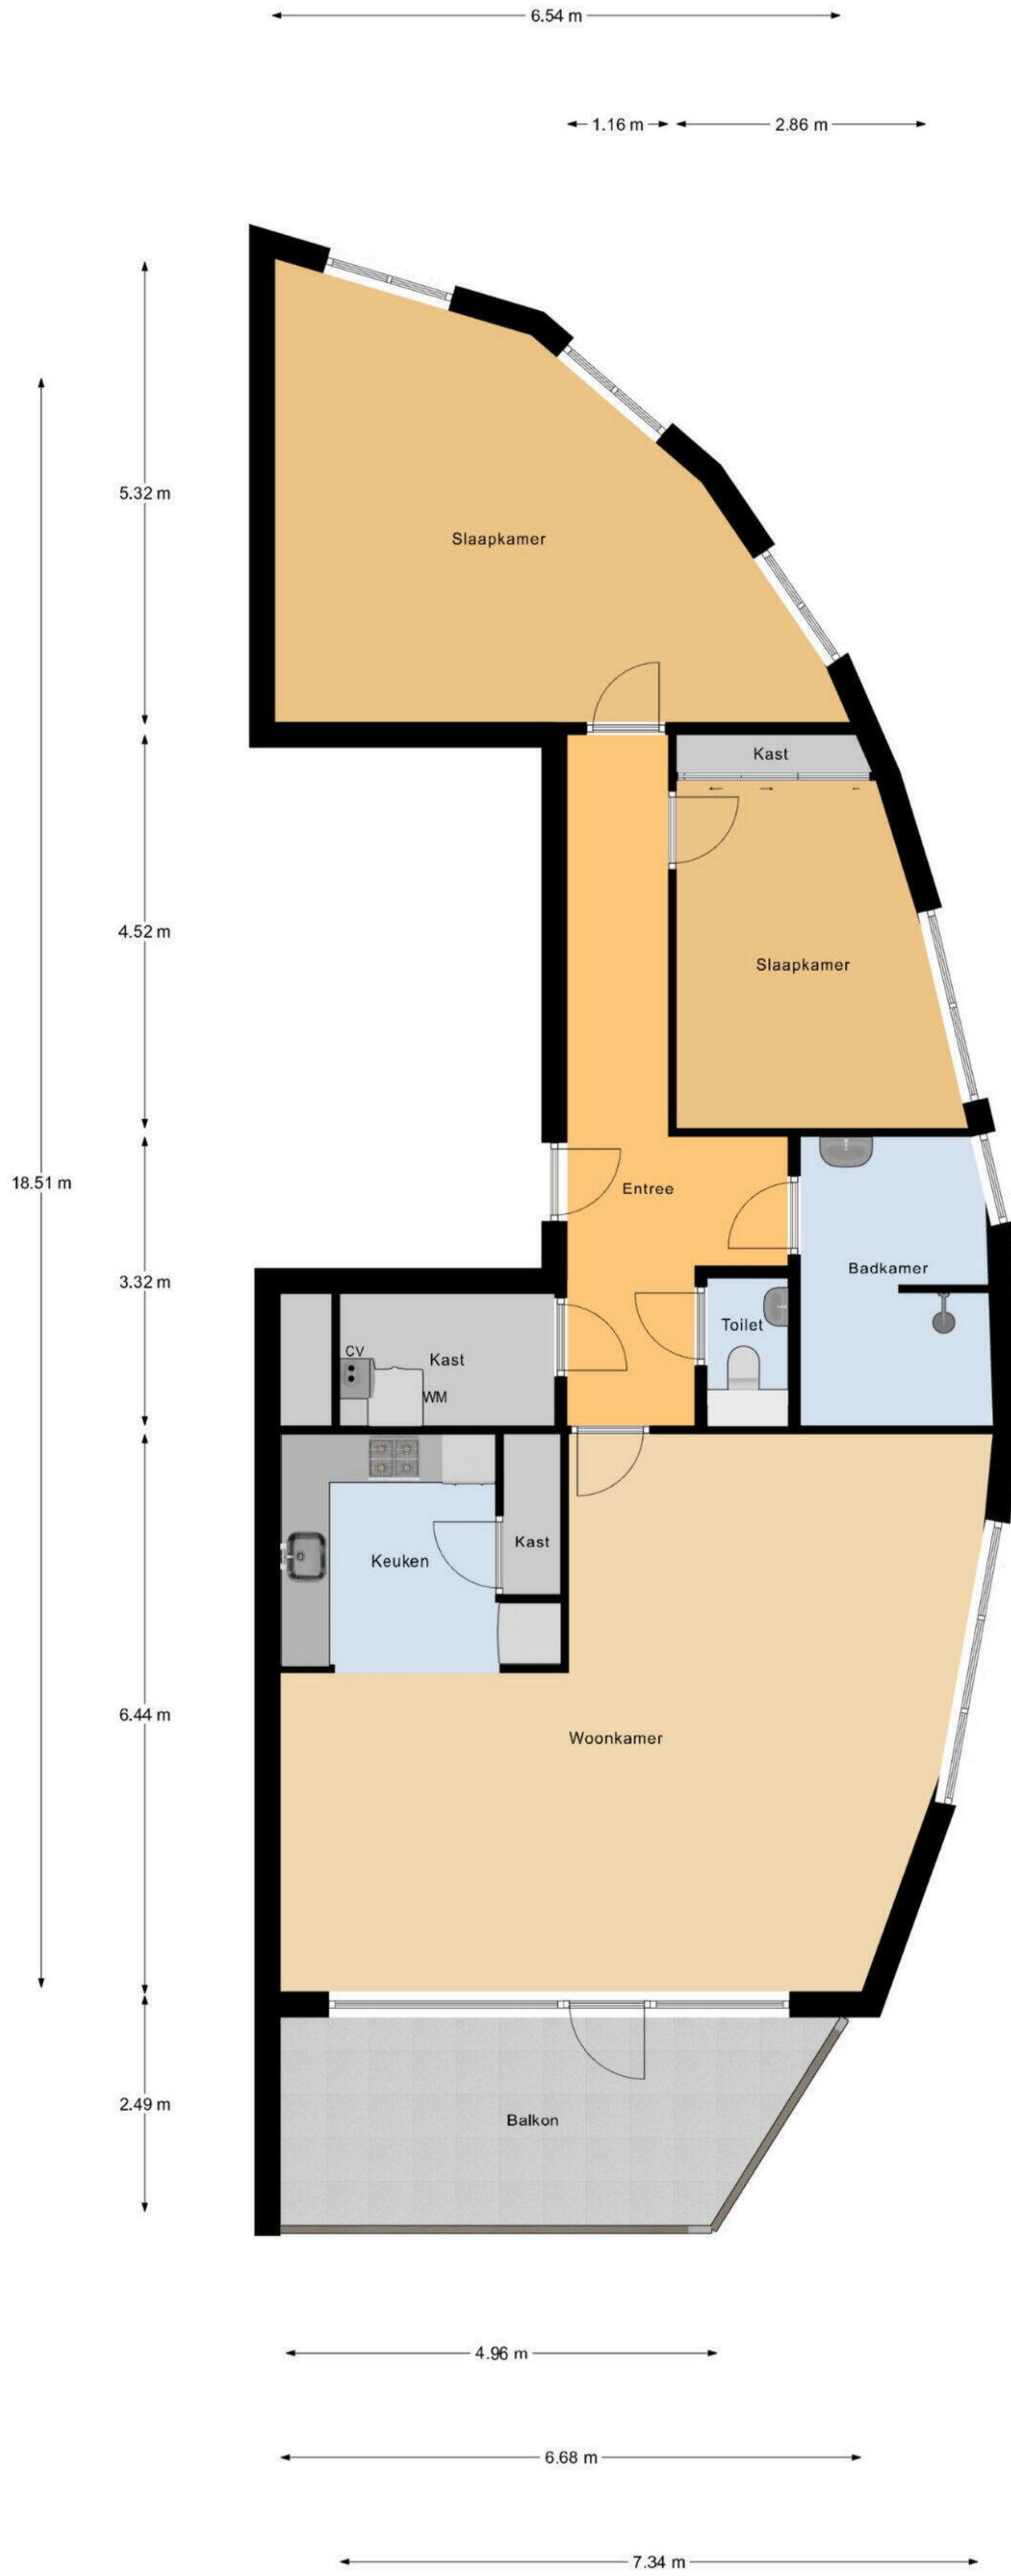 6.54 m
1.16 m
2.86 m
5.32 m
Slaapkamer
Kast
4.52 m
Slaapkamer
18.51 m
Entree
Badkamer
3.32 m
Toilet
CV
Kast
WM
Kast
Keuken
6.44 m
Woonkamer
2.49 m
Balkon
4.96 m
6.68 m
7.34 m